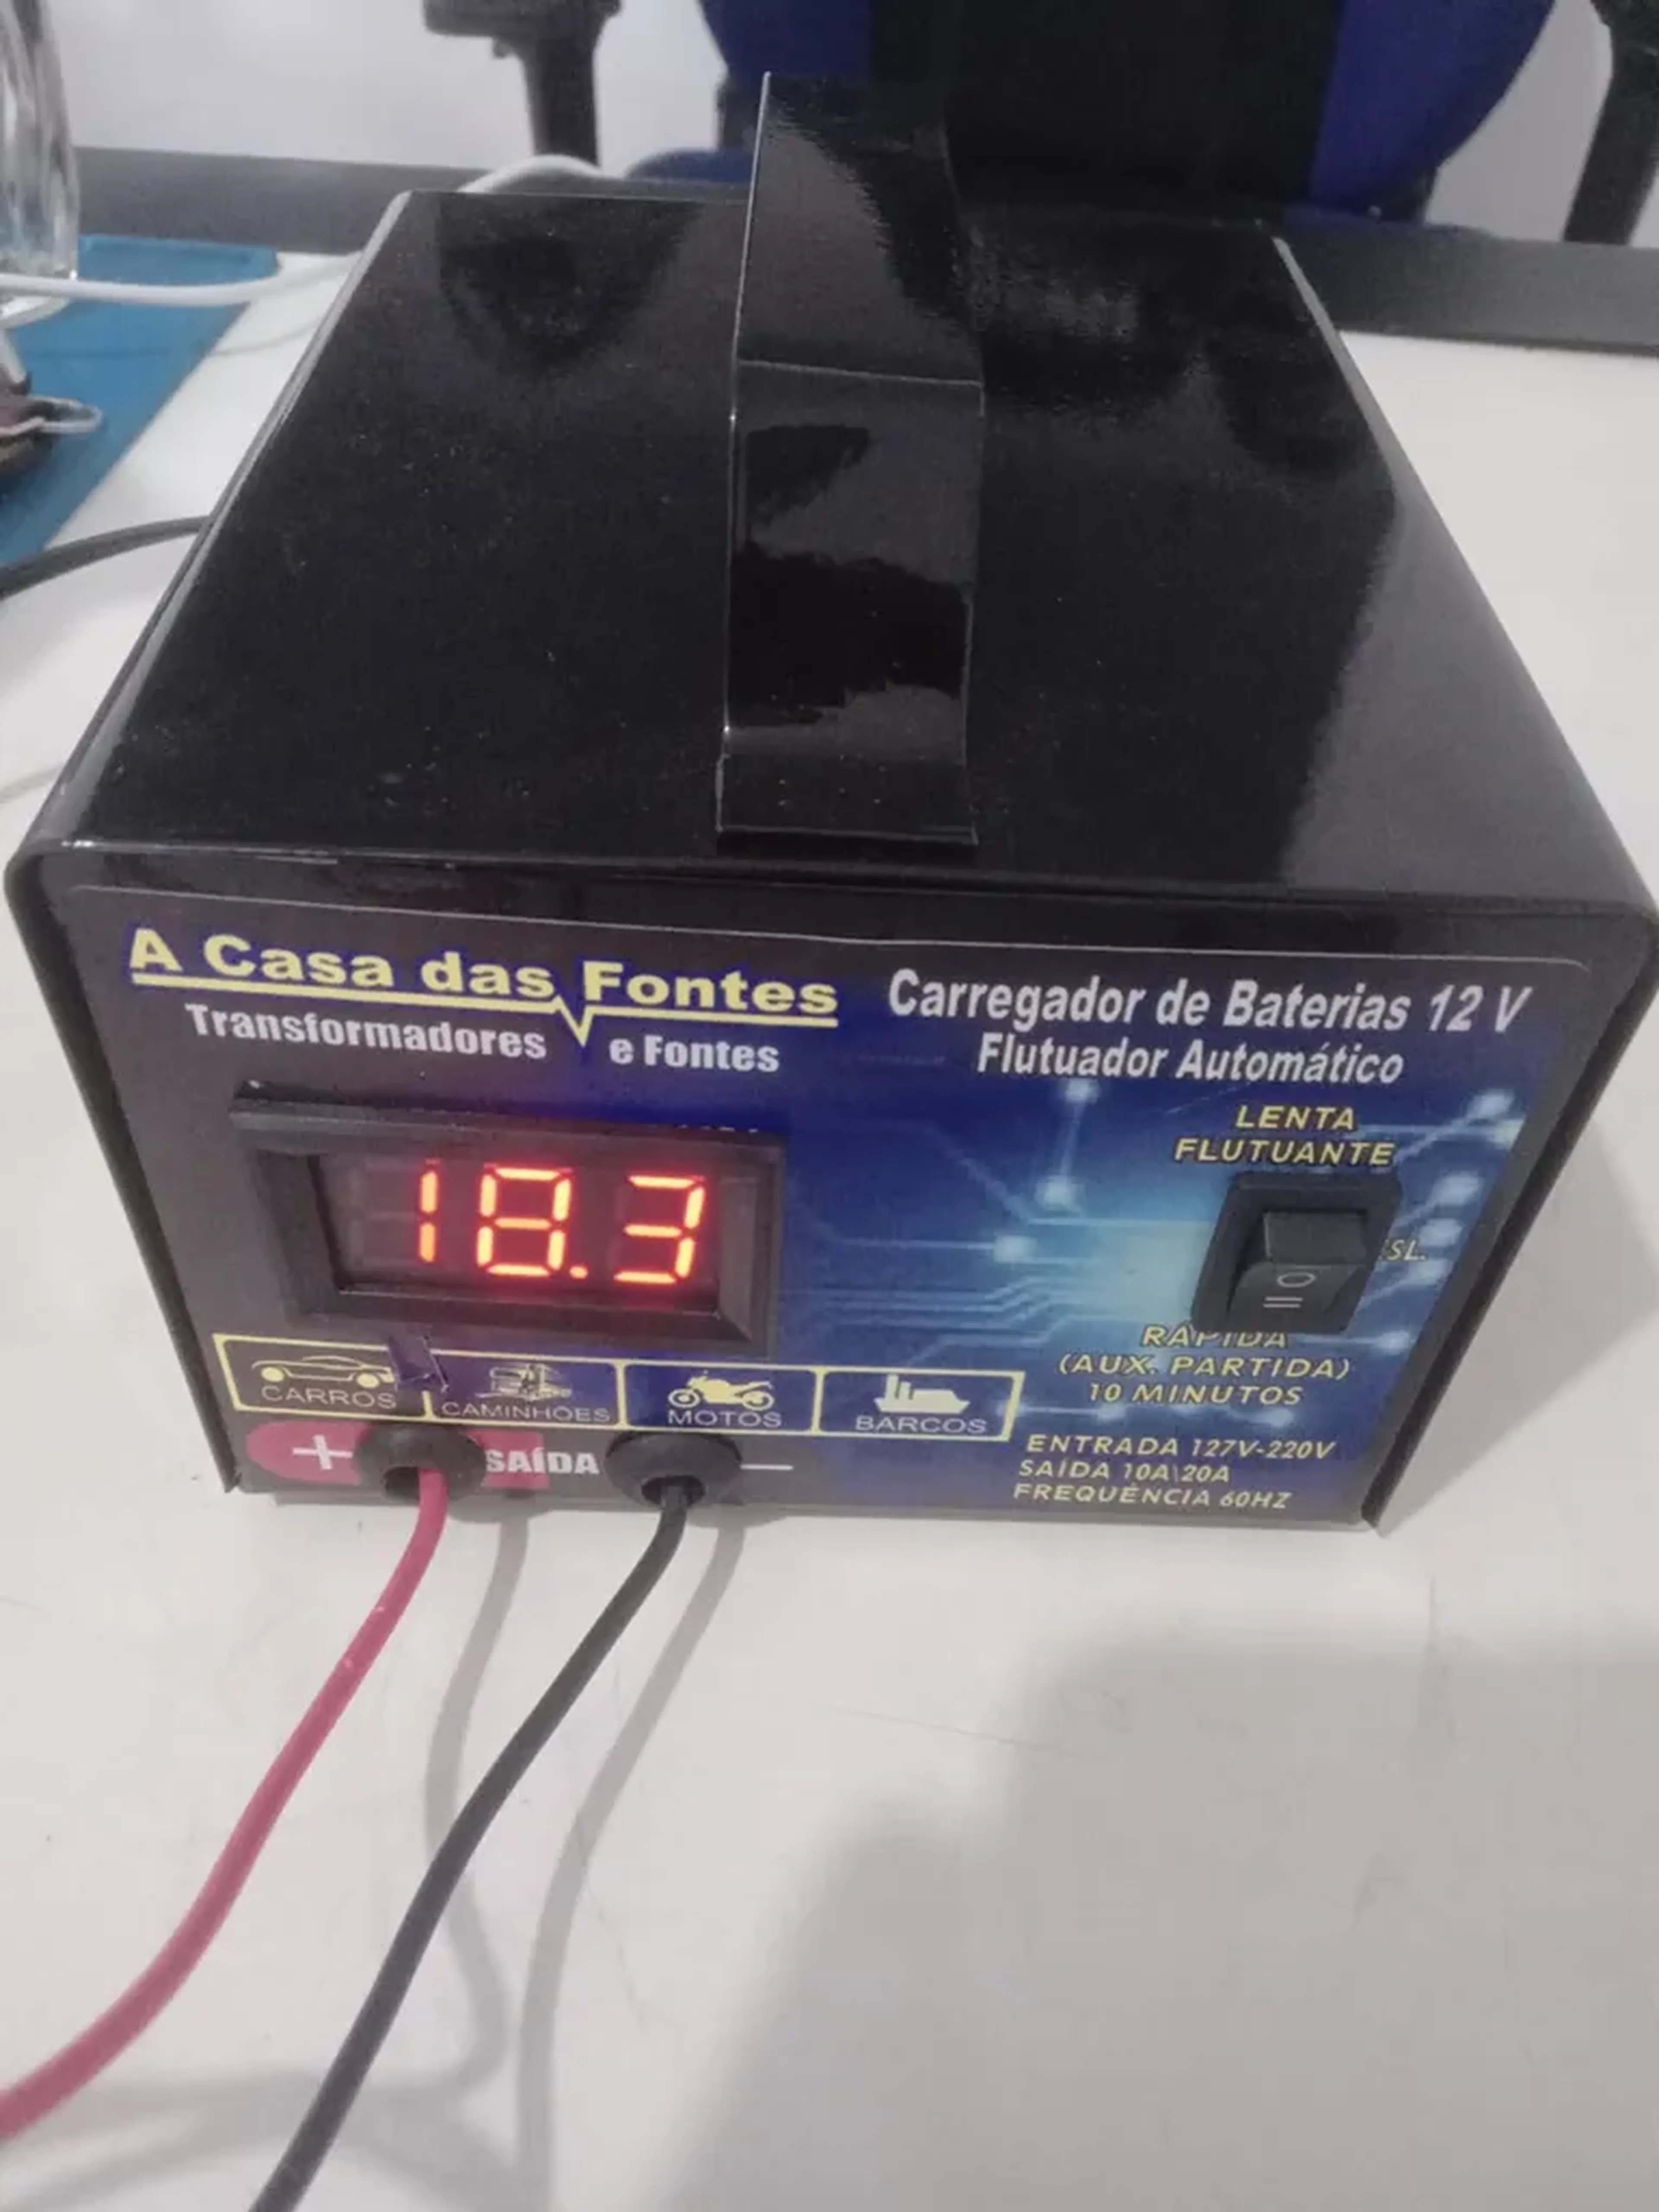 A Casa das Fontes
Transformadores e Fontes
Carregador de Baterias 12 V
Flutuador Automático
LENTA
FLUTUANTE
18.3
RÁPIDA
(AUX. PARTIDA)
10 MINUTOS
CARROS
CAMINHÕES
MOTOS
BARCOS
+ SAÍDA −
ENTRADA 127V-220V
SAÍDA 10A\20A
FREQUÊNCIA 60HZ